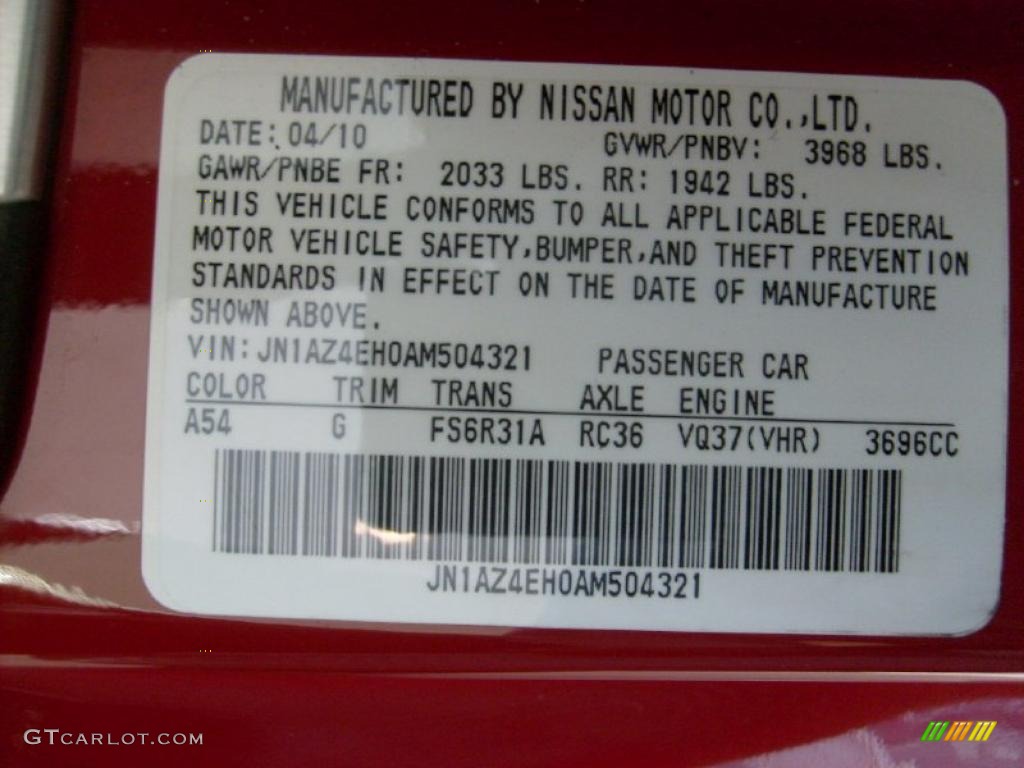 MANUFACTURED BY NISSAN MOTOR CO.,LTD.
DATE: 04/10 GVWR/PNBV: 3968 LBS.
GAWR/PNBE FR: 2033 LBS. RR: 1942 LBS.
THIS VEHICLE CONFORMS TO ALL APPLICABLE FEDERAL
MOTOR VEHICLE SAFETY,BUMPER,AND THEFT PREVENTION
STANDARDS IN EFFECT ON THE DATE OF MANUFACTURE
SHOWN ABOVE.
VIN: JN1AZ4EH0AM504321 PASSENGER CAR
COLOR TRIM TRANS AXLE ENGINE
A54 G FS6R31A RC36 VQ37(VHR) 3696CC
JN1AZ4EH0AM504321
GTCARLOT.COM